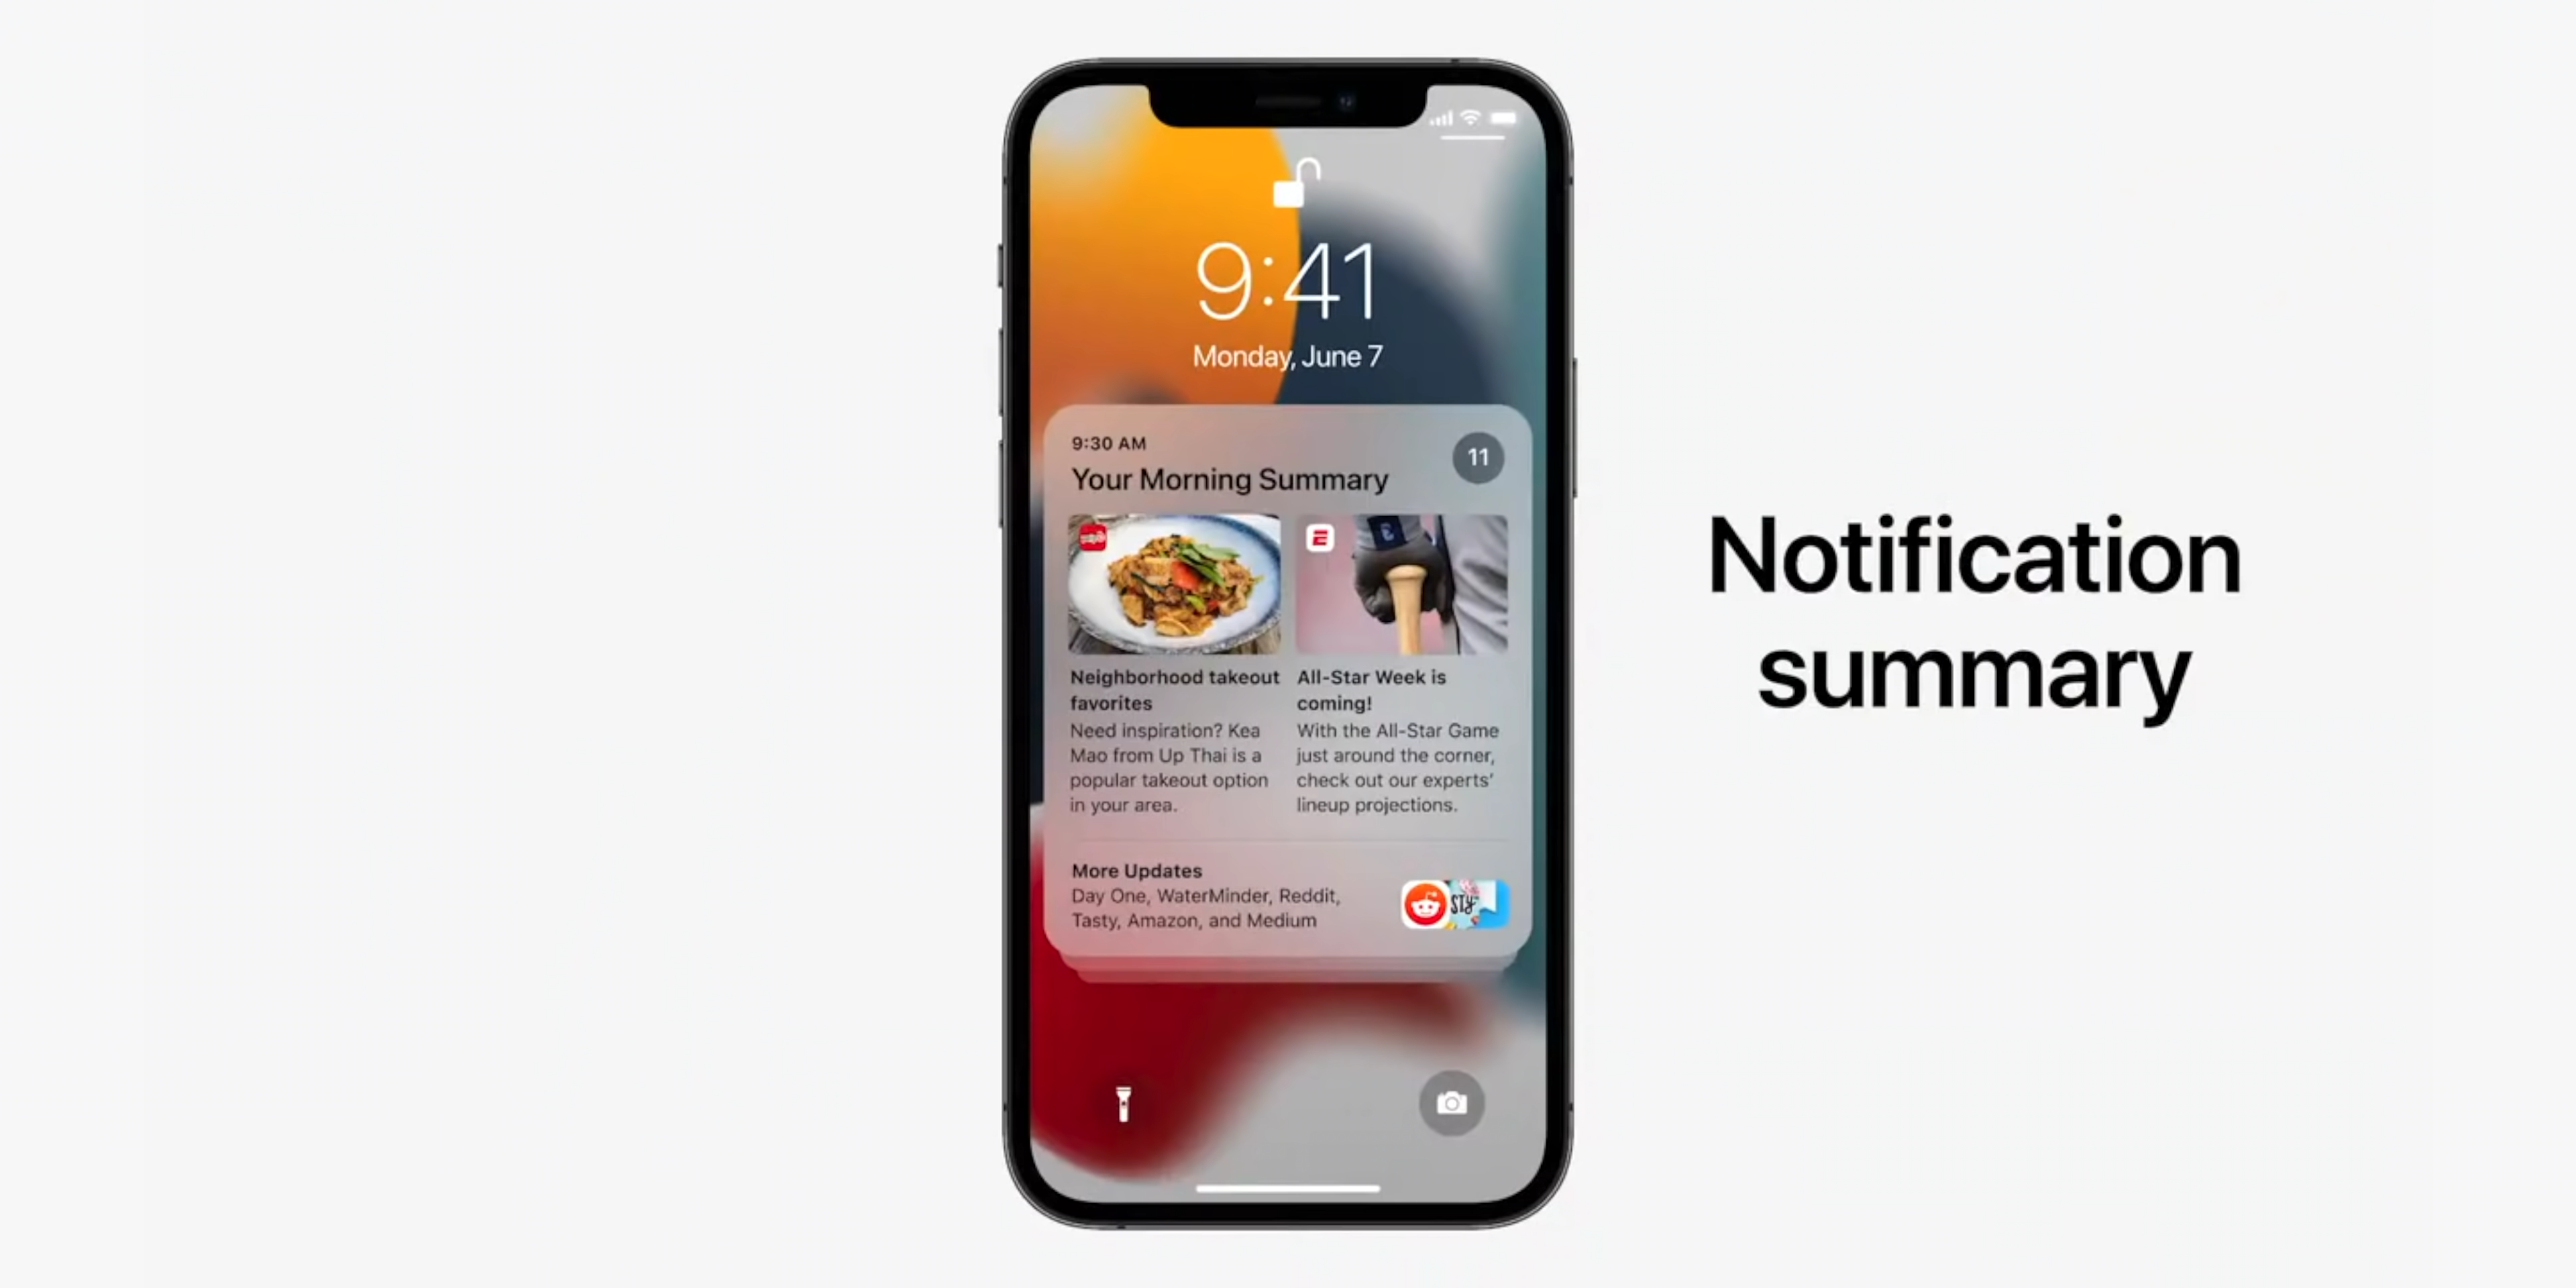 9:41
Monday, June 7
9:30 AM
11
Your Morning Summary
Neighborhood takeout
favorites
Need inspiration? Kea
Mao from Up Thai is a
popular takeout option
in your area.
All-Star Week is
coming!
With the All-Star Game
just around the corner,
check out our experts'
lineup projections.
More Updates
Day One, WaterMinder, Reddit,
Tasty, Amazon, and Medium
Notification
summary